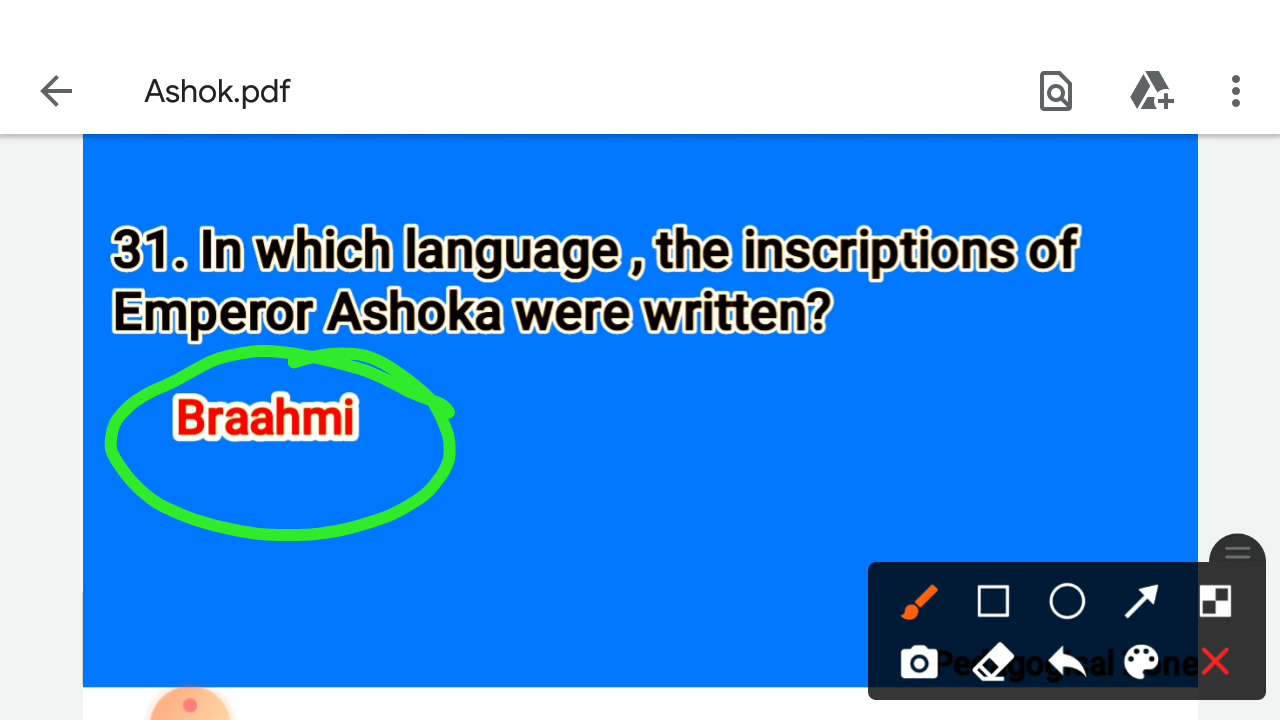 Ashok.pdf
31. In which language , the inscriptions of
Emperor Ashoka were written?
Braahmi